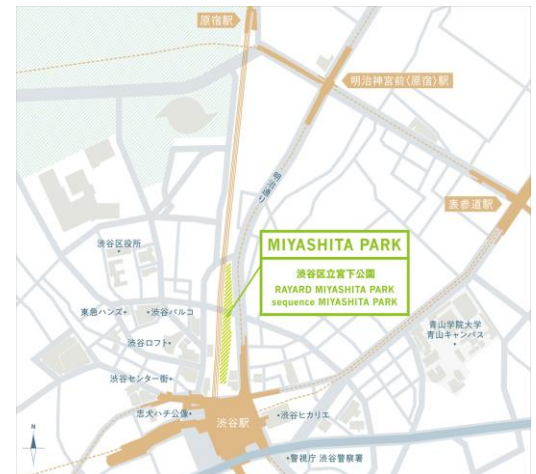 原宿駅
明治神宮前〈原宿〉駅
明治通り
表参道駅
MIYASHITA PARK
渋谷区立宮下公園
RAYARD MIYASHITA PARK
sequence MIYASHITA PARK
渋谷区役所
東急ハンズ
渋谷パルコ
渋谷ロフト
渋谷センター街
忠犬ハチ公像
渋谷駅
渋谷ヒカリエ
青山学院大学
青山キャンパス
警視庁 渋谷警察署
N